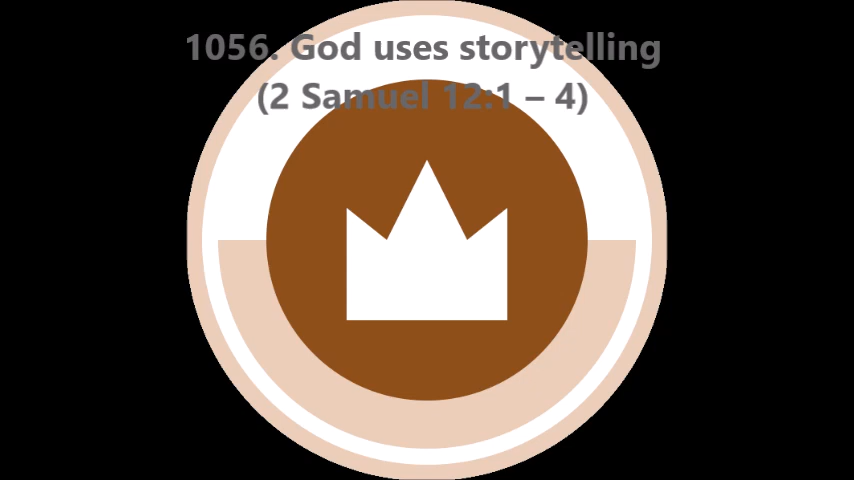 1056. God uses storytelling
(2 Samuel 12:1 – 4)